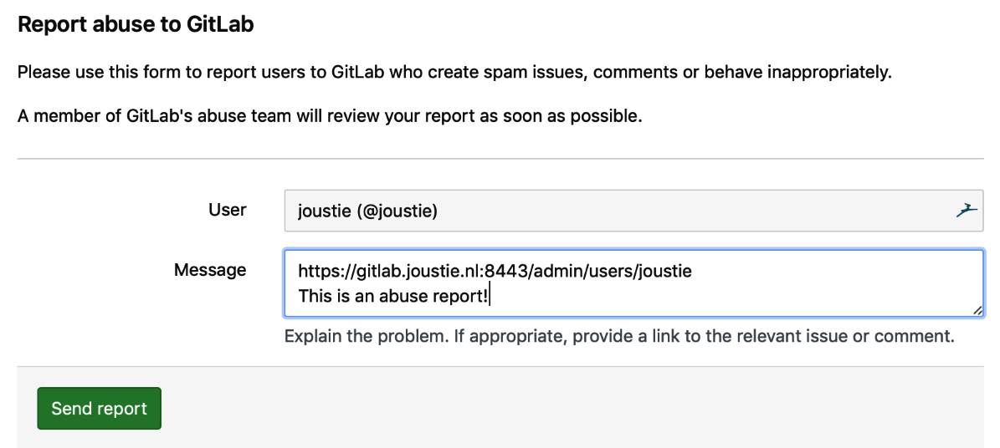 Report abuse to GitLab
Please use this form to report users to GitLab who create spam issues, comments or behave inappropriately.
A member of GitLab's abuse team will review your report as soon as possible.
User
joustie (@joustie)
Message
https://gitlab.joustie.nl:8443/admin/users/joustie
This is an abuse report!
Explain the problem. If appropriate, provide a link to the relevant issue or comment.
Send report